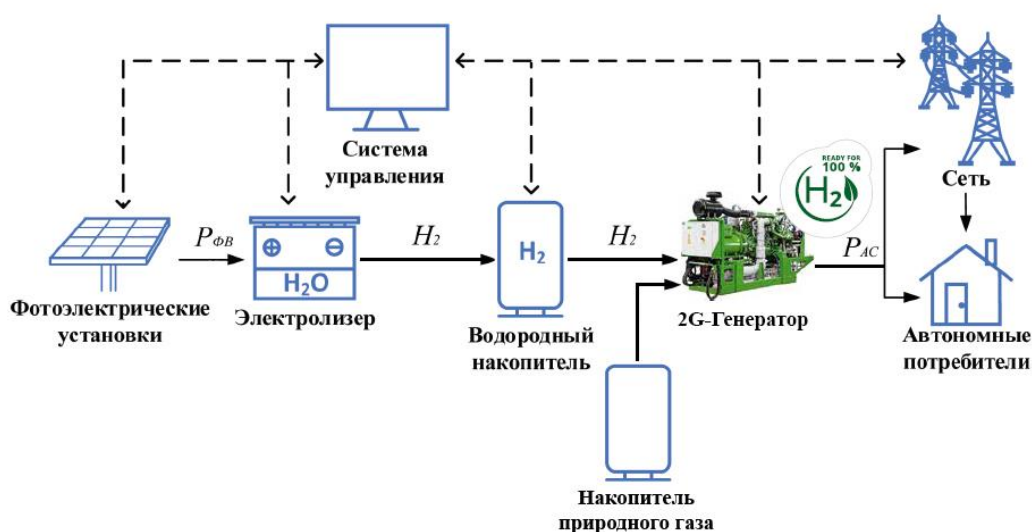 Система
управления
READY FOR
100 %
H2
Сеть
PФВ
H2O
H2
H2
H2
PАС
Фотоэлектрические
установки
Электролизер
Водородный
накопитель
2G-Генератор
Автономные
потребители
Накопитель
природного газа